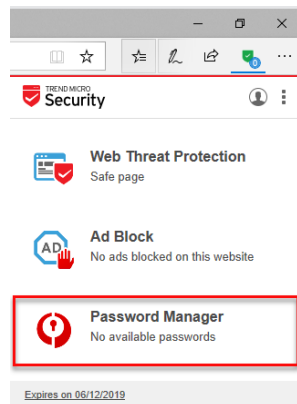 0
TREND MICRO
Security
Web Threat Protection
Safe page
AD
Ad Block
No ads blocked on this website
Password Manager
No available passwords
Expires on 06/12/2019